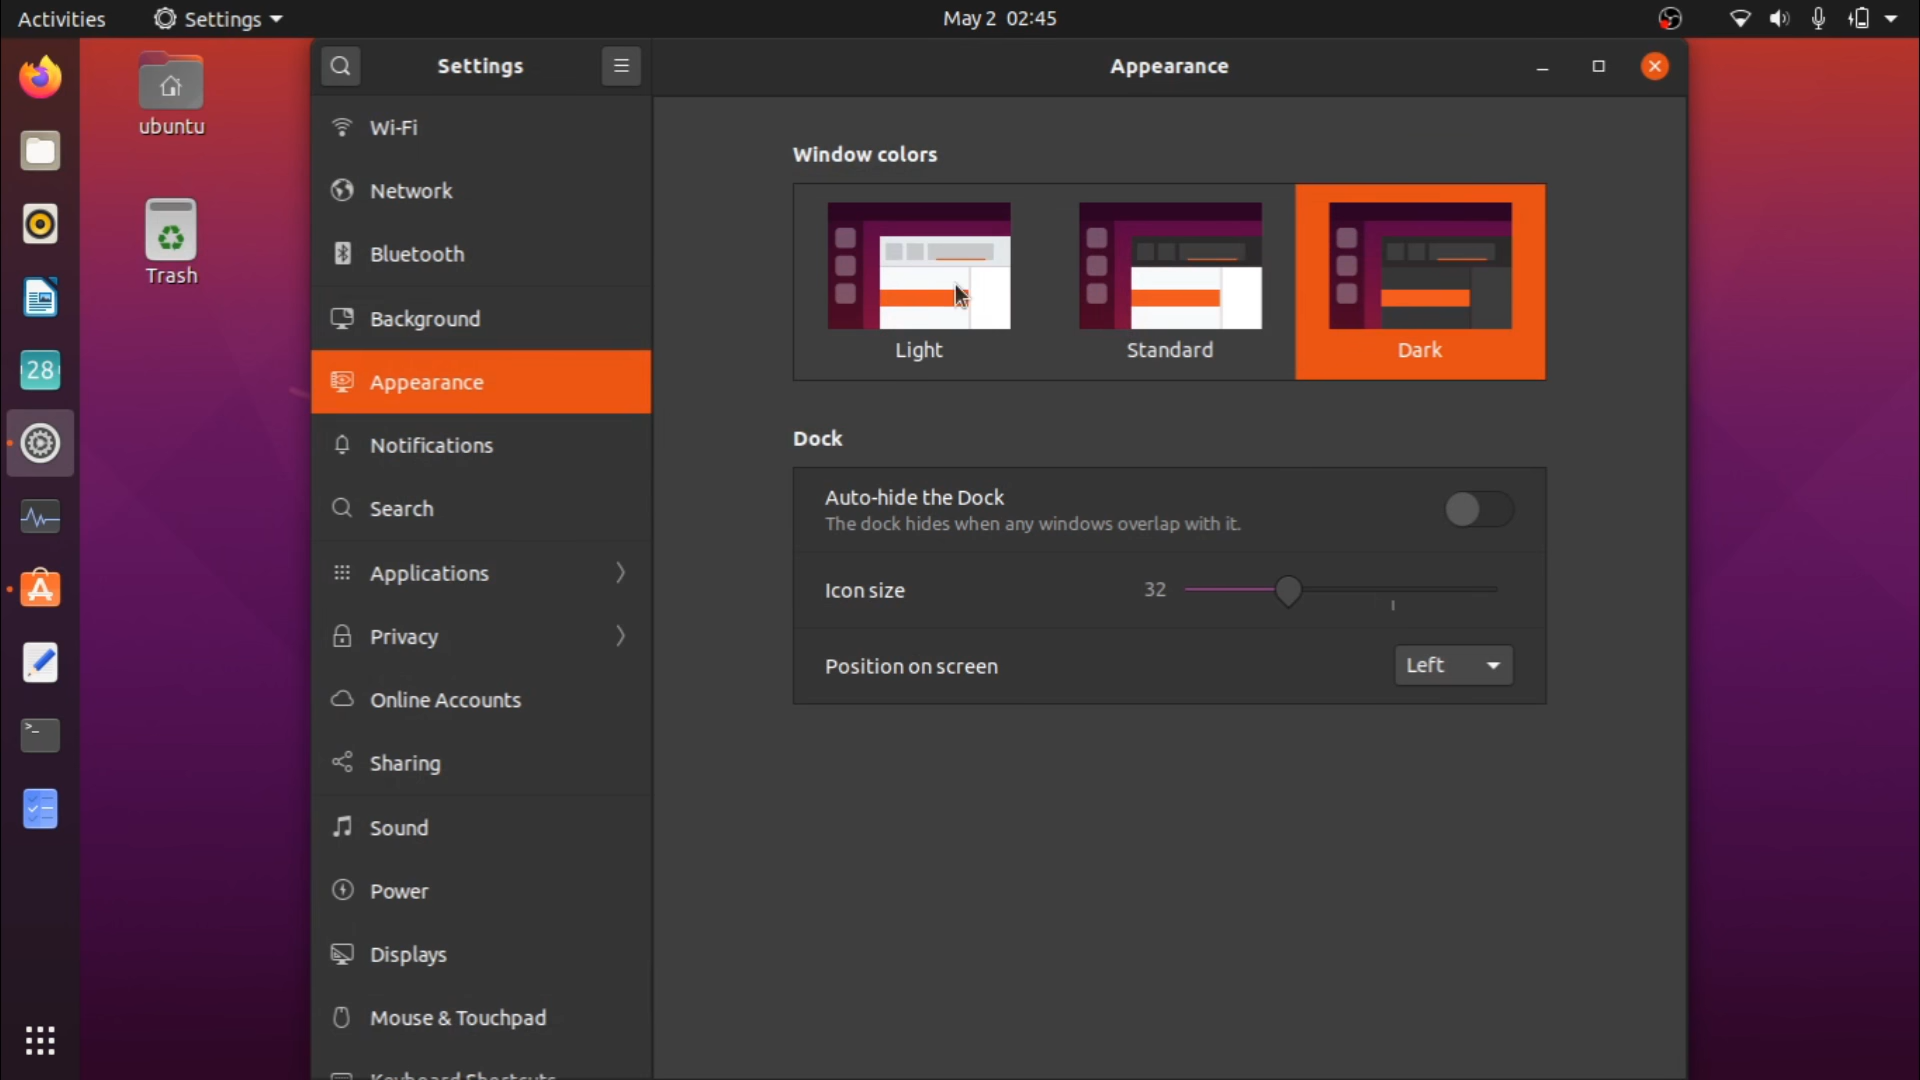 Activities
Settings
May 2 02:45
ubuntu
Trash
28
Settings
Appearance
Wi-Fi
Network
Bluetooth
Background
Appearance
Notifications
Search
Applications
Privacy
Online Accounts
Sharing
Sound
Power
Displays
Mouse & Touchpad
Keyboard Shortcuts
Window colors
Light
Standard
Dark
Dock
Auto-hide the Dock
The dock hides when any windows overlap with it.
Icon size
32
Position on screen
Left